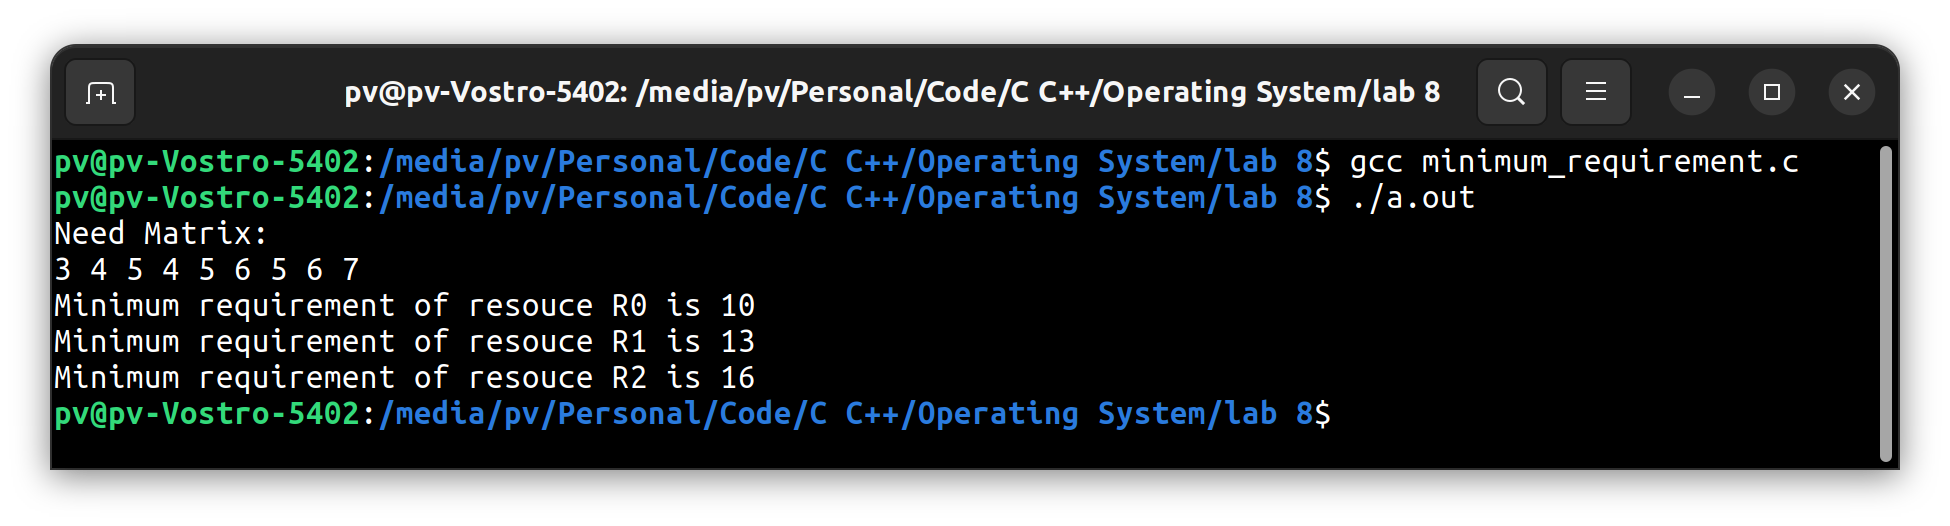 pv@pv-Vostro-5402: /media/pv/Personal/Code/C C++/Operating System/lab 8
pv@pv-Vostro-5402:/media/pv/Personal/Code/C C++/Operating System/lab 8$ gcc minimum_requirement.c
pv@pv-Vostro-5402:/media/pv/Personal/Code/C C++/Operating System/lab 8$ ./a.out
Need Matrix:
3 4 5 4 5 6 5 6 7
Minimum requirement of resouce R0 is 10
Minimum requirement of resouce R1 is 13
Minimum requirement of resouce R2 is 16
pv@pv-Vostro-5402:/media/pv/Personal/Code/C C++/Operating System/lab 8$